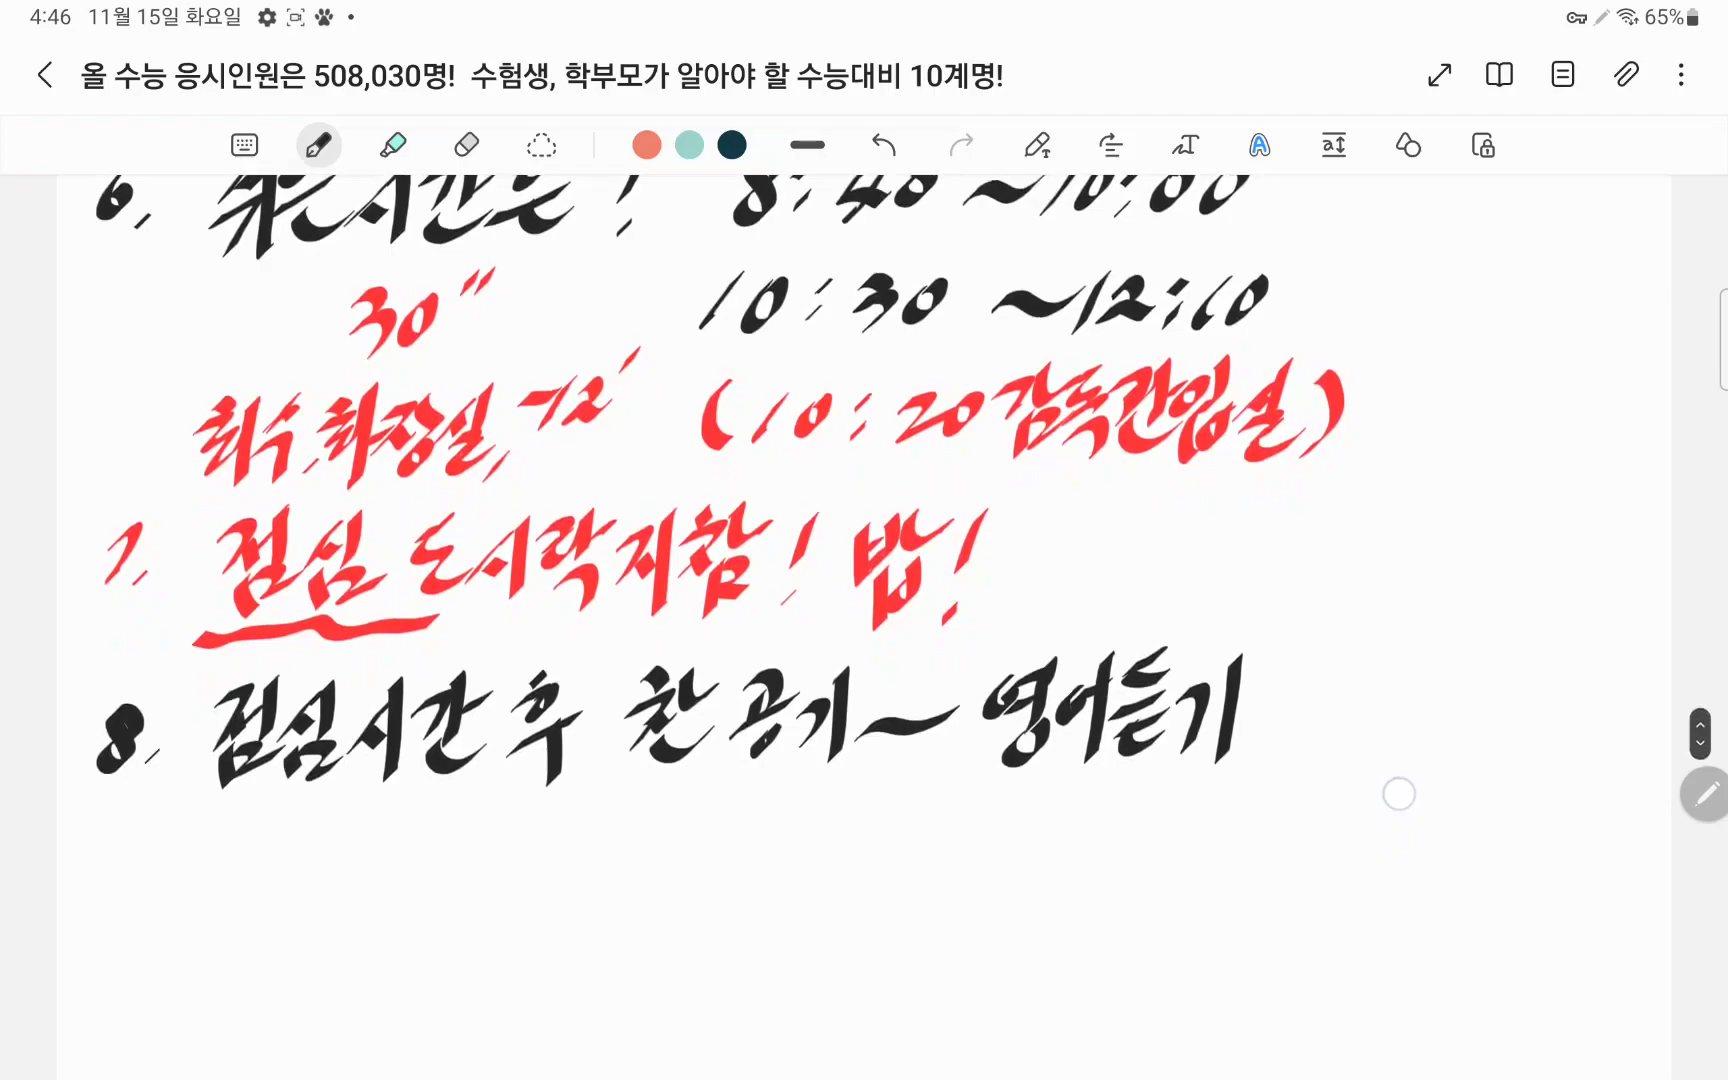 4:46 11월 15일 화요일 65%
올 수능 응시인원은 508,030명! 수험생, 학부모가 알아야 할 수능대비 10계명!
6. 쉬는시간은! 8:40~10:00
30" 10:30 ~12:10
회수, 화장실, -12' (10:20 감독관입실)
7. 점심 도시락지참! 밥!
8. 점심시간 후 찬공기~ 영어듣기